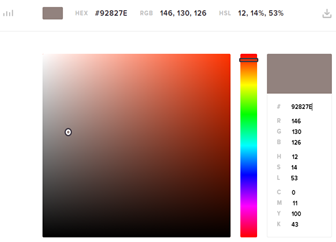 HEX #92827E RGB 146, 130, 126 HSL 12, 14%, 53%
# 92827E
R 146
G 130
B 126
H 12
S 14
L 53
C 0
M 11
Y 100
K 43